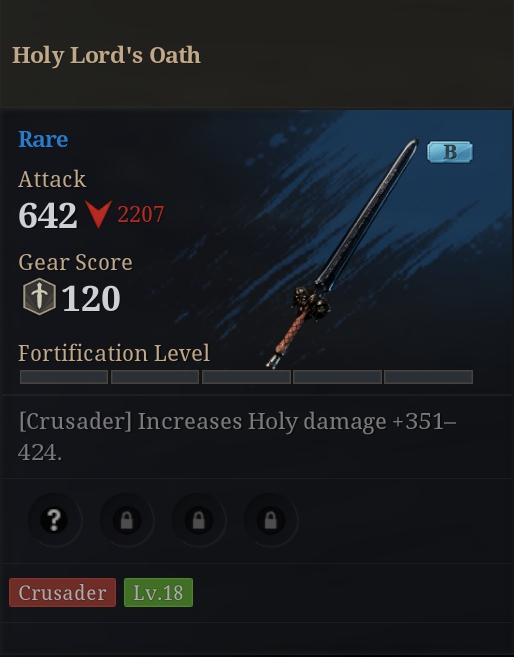 Holy Lord's Oath
Rare
B
Attack
642 2207
Gear Score
120
Fortification Level
[Crusader] Increases Holy damage +351–
424.
?
Crusader Lv.18